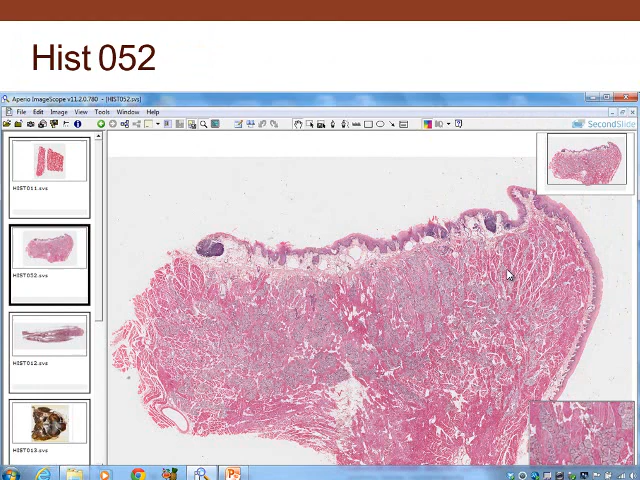 Hist 052
Aperio ImageScope v11.2.0.780 - [HIST052.svs]
File Edit Image View Tools Window Help
SecondSlide
HIST011.svs
HIST052.svs
HIST012.svs
HIST013.svs